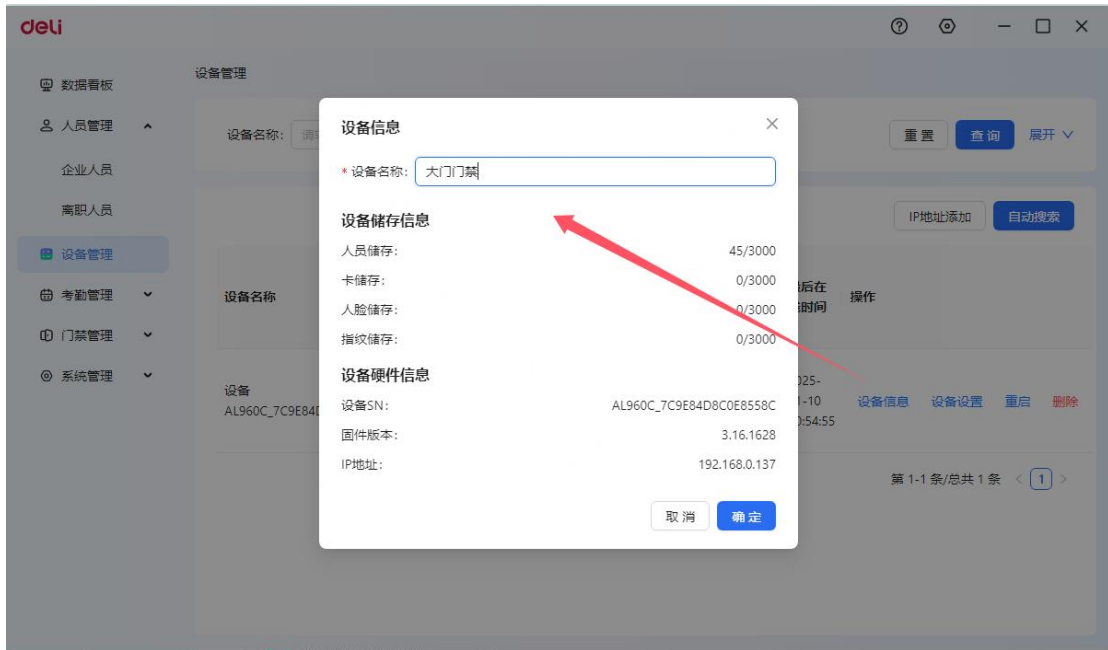 deli
数据看板
人员管理
企业人员
离职人员
设备管理
考勤管理
门禁管理
系统管理
设备管理
设备名称:
重置
查询
展开
IP地址添加
自动搜索
设备名称
操作
设备
AL960C_7C9E84D
:54:55
设备信息
设备设置
重启
删除
第 1-1 条/总共 1 条
1
设备信息
* 设备名称: 大门门禁
设备储存信息
人员储存: 45/3000
卡储存: 0/3000
人脸储存: 0/3000
指纹储存: 0/3000
设备硬件信息
设备SN: AL960C_7C9E84D8C0E8558C
固件版本: 3.16.1628
IP地址: 192.168.0.137
取消
确定